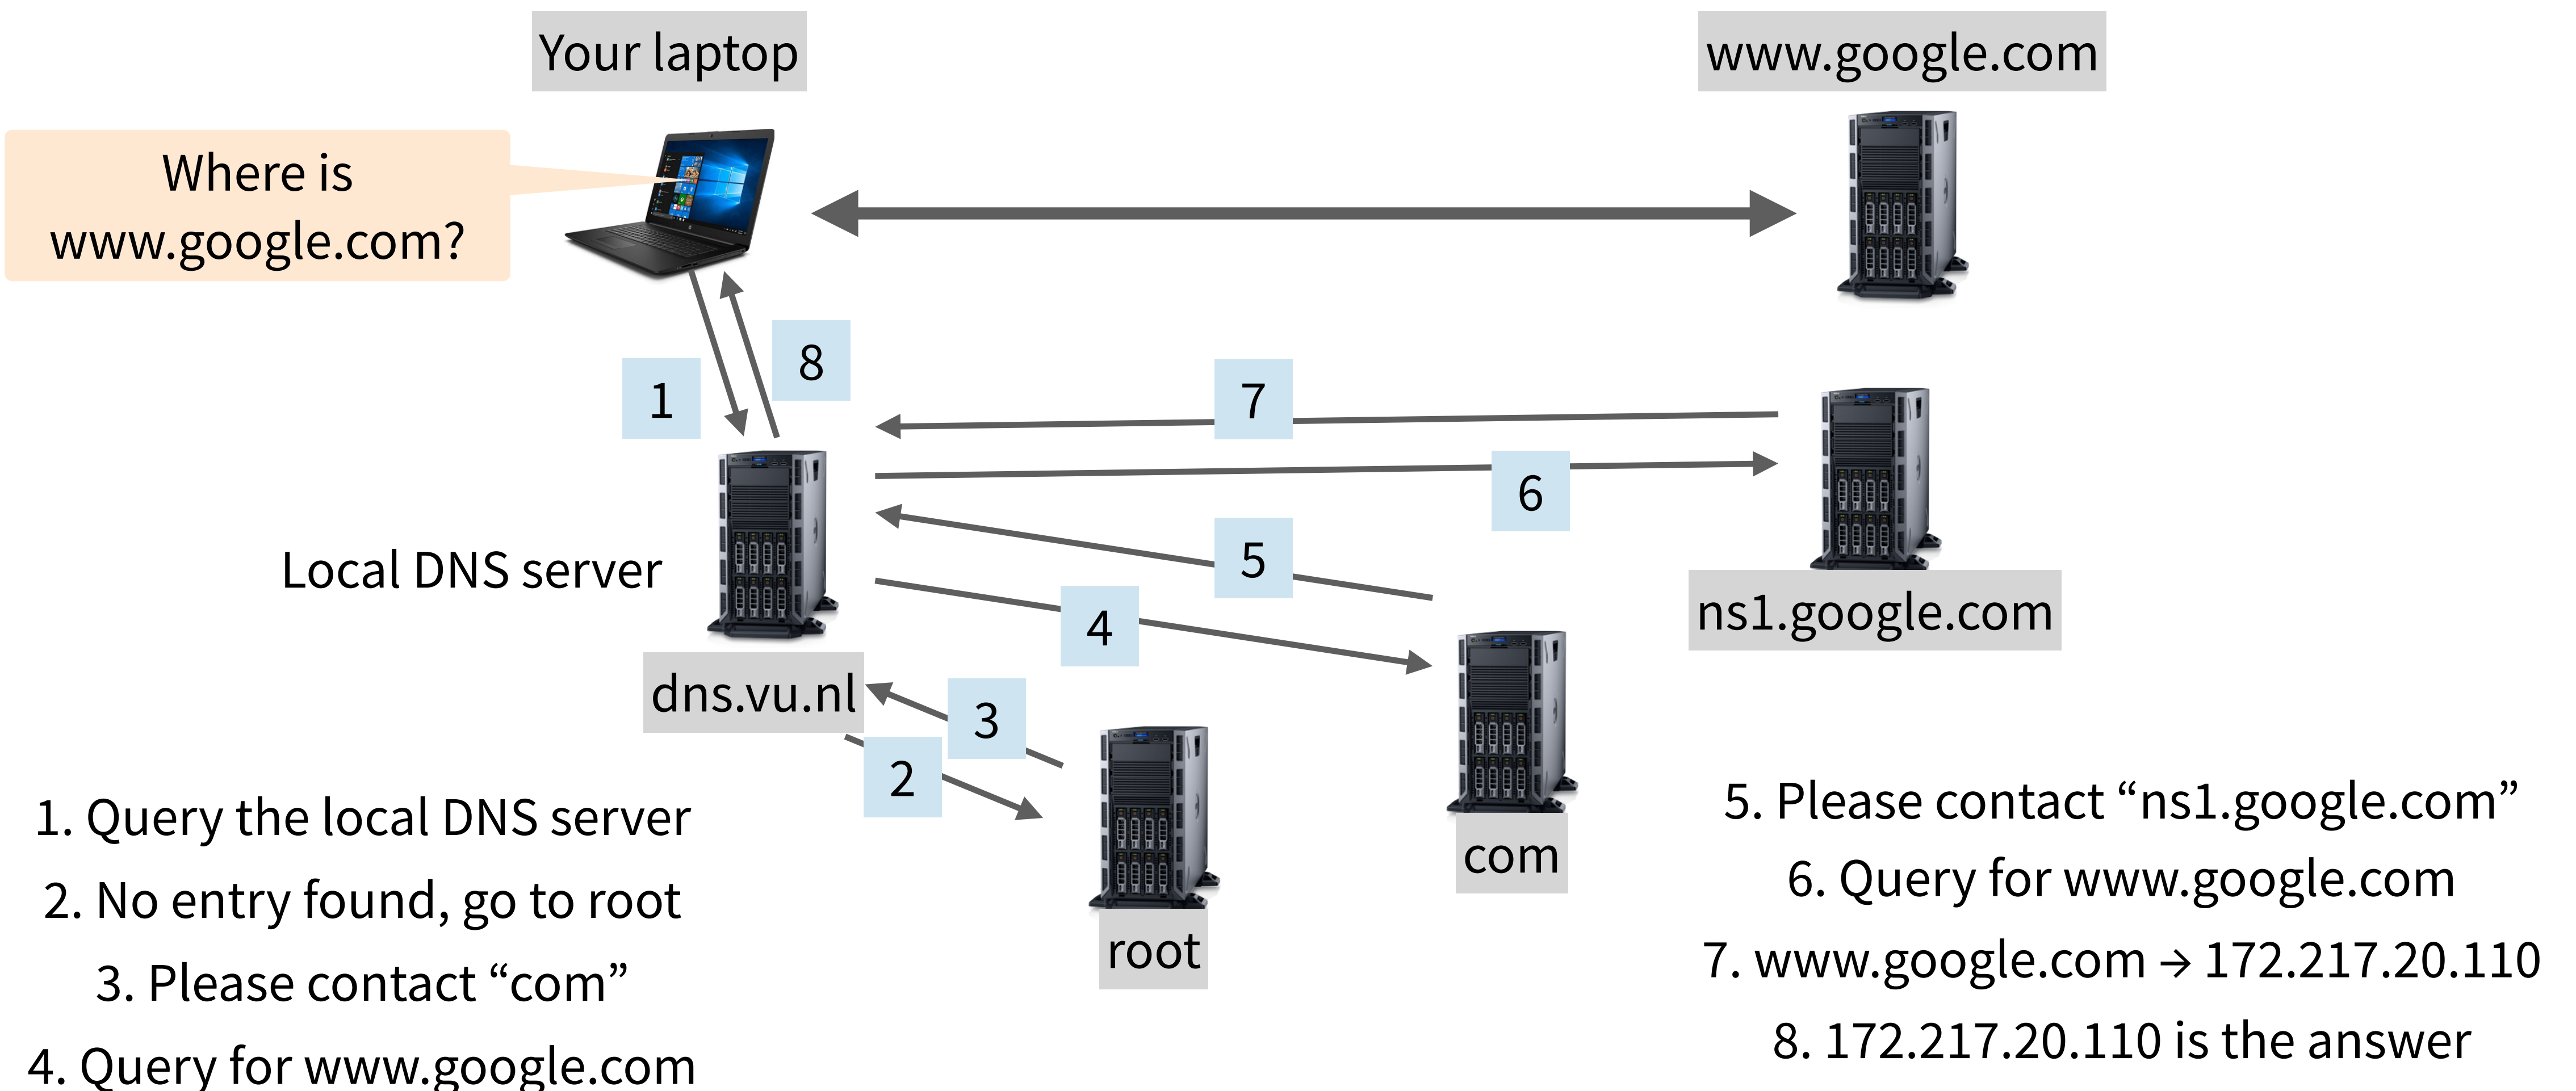 Your laptop
www.google.com
Where is
www.google.com?
8
1
7
6
5
Local DNS server
4
ns1.google.com
dns.vu.nl
3
2
com
root
1. Query the local DNS server
2. No entry found, go to root
3. Please contact “com”
4. Query for www.google.com
5. Please contact “ns1.google.com”
6. Query for www.google.com
7. www.google.com → 172.217.20.110
8. 172.217.20.110 is the answer